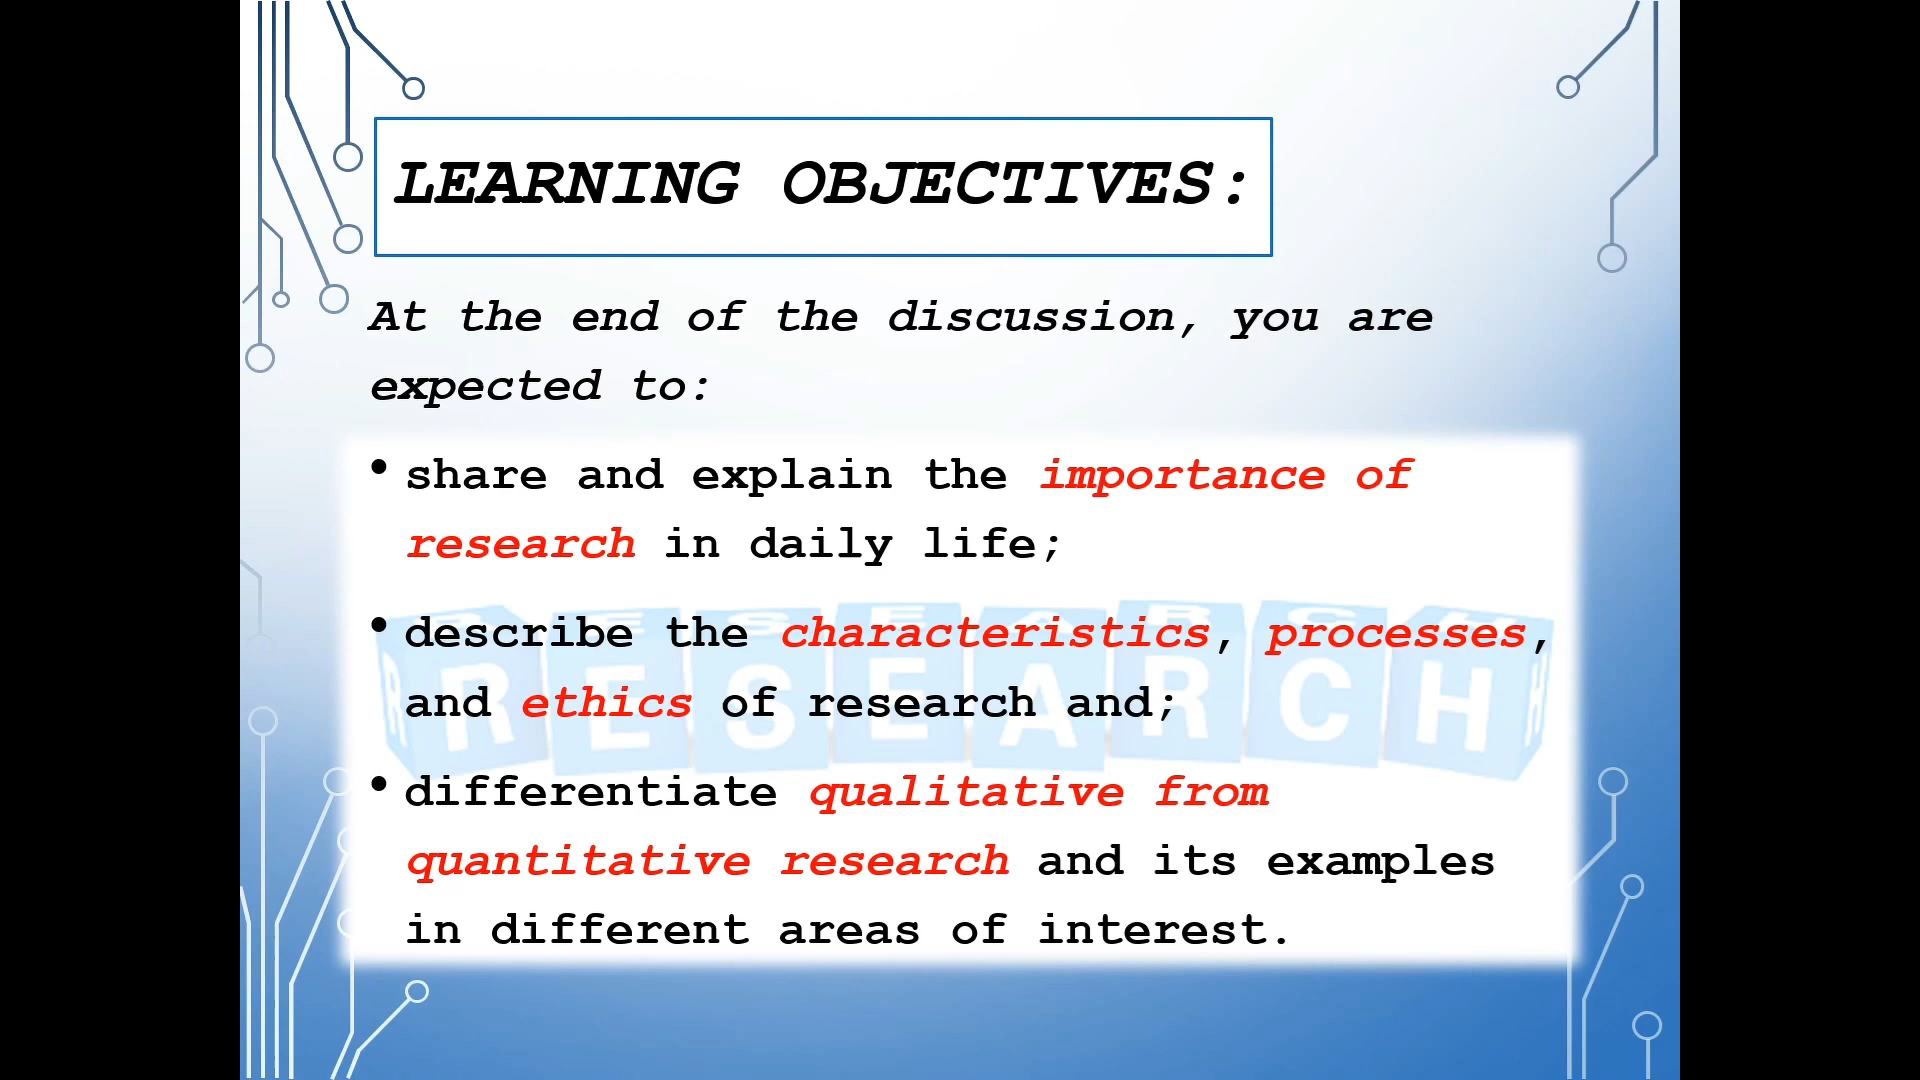 LEARNING OBJECTIVES:
At the end of the discussion, you are
expected to:
• share and explain the importance of
research in daily life;
• describe the characteristics, processes,
and ethics of research and;
• differentiate qualitative from
quantitative research and its examples
in different areas of interest.
RESEARCH